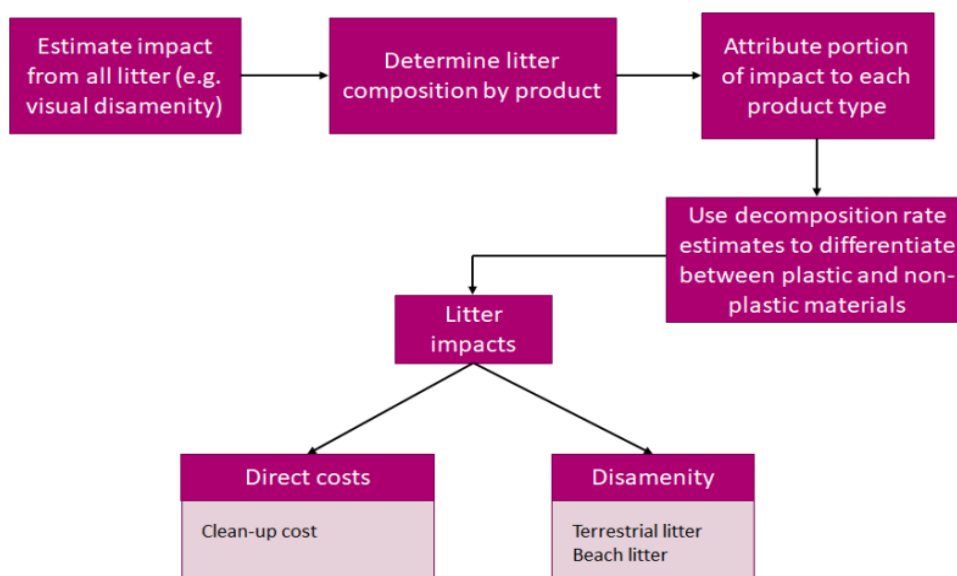 Estimate impact
from all litter (e.g.
visual disamenity)
Determine litter
composition by product
Attribute portion
of impact to each
product type
Use decomposition rate
estimates to differentiate
between plastic and non-
plastic materials
Litter
impacts
Direct costs
Clean-up cost
Disamenity
Terrestrial litter
Beach litter